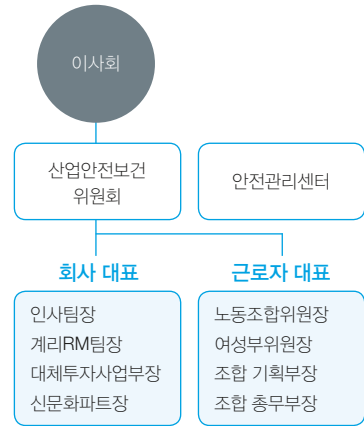 이사회
산업안전보건
위원회
안전관리센터
회사 대표
인사팀장
계리RM팀장
대체투자사업부장
신문화파트장
근로자 대표
노동조합위원장
여성부위원장
조합 기획부장
조합 총무부장